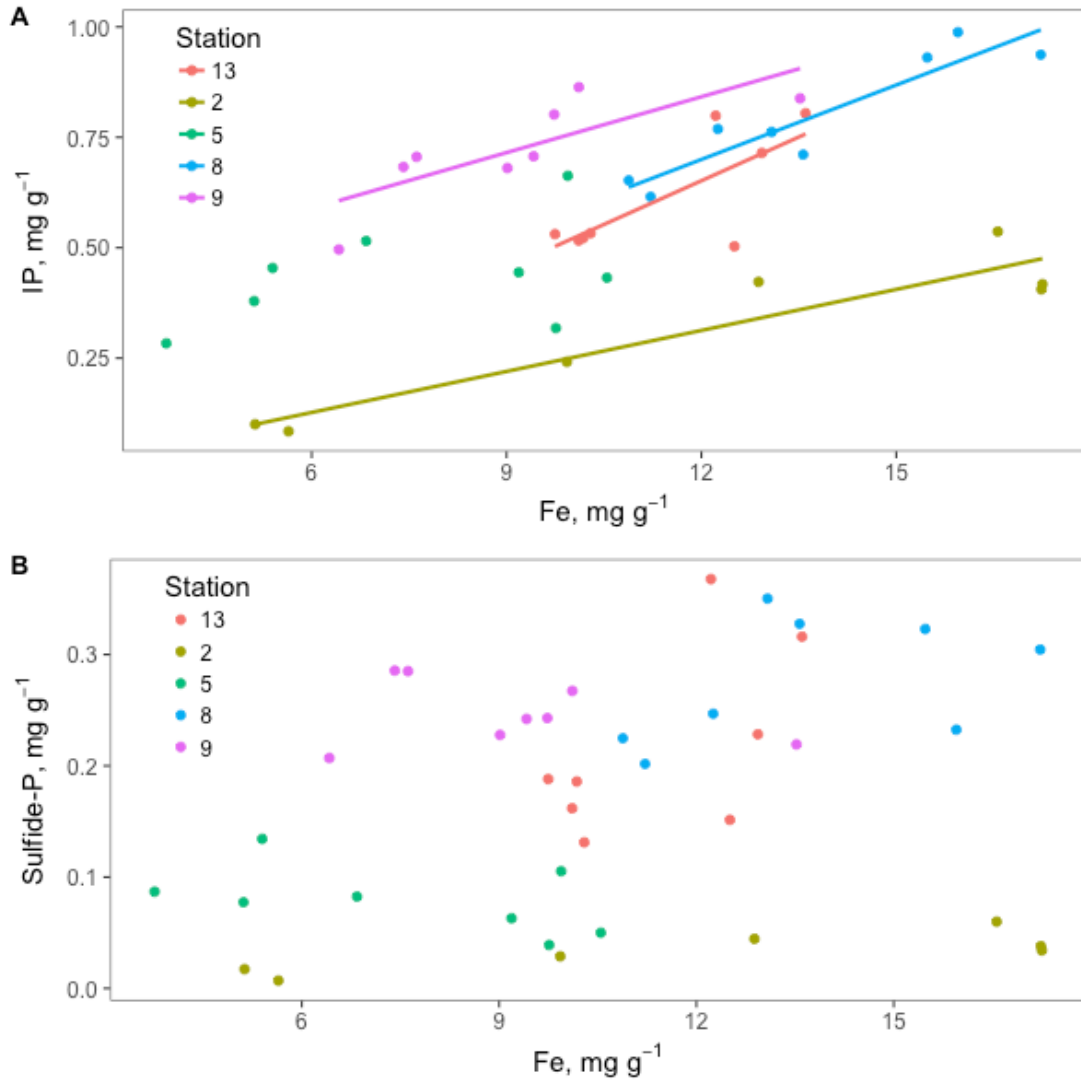 A
Station
13
2
5
8
9
1.00
0.75
0.50
0.25
IP, mg g⁻¹
6 9 12 15
Fe, mg g⁻¹
B
Station
13
2
5
8
9
0.3
0.2
0.1
0.0
Sulfide-P, mg g⁻¹
6 9 12 15
Fe, mg g⁻¹